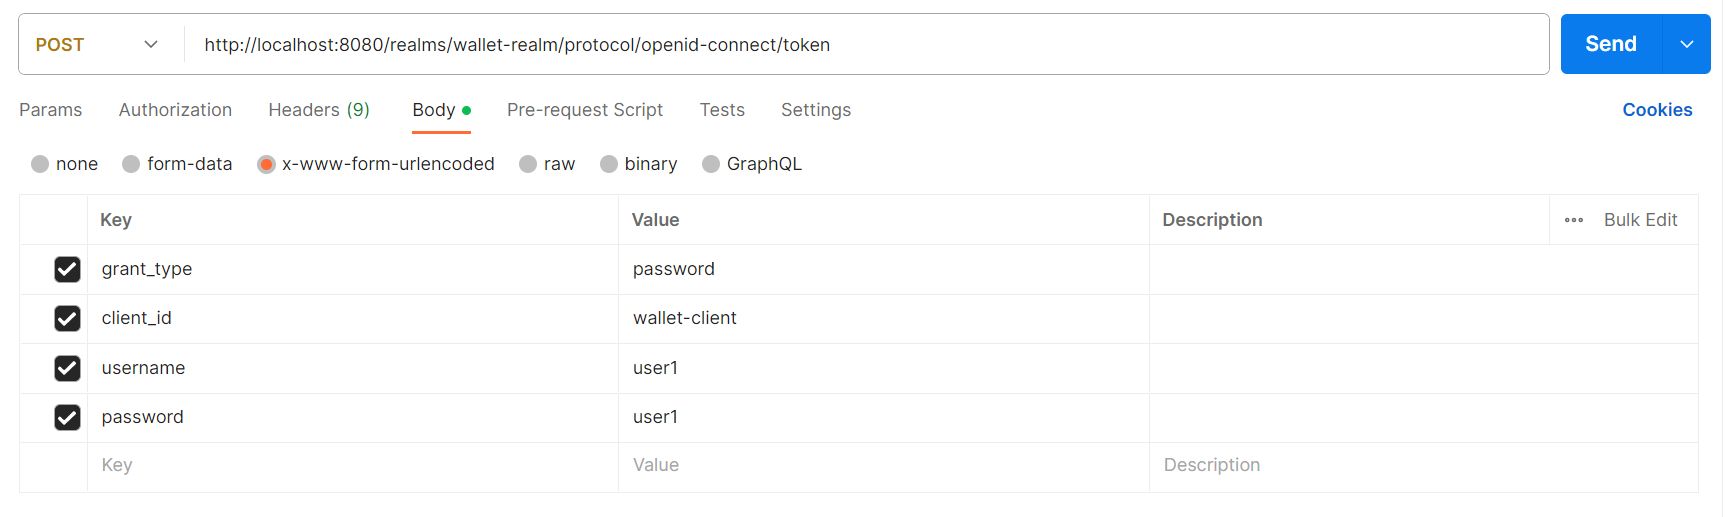 POST http://localhost:8080/realms/wallet-realm/protocol/openid-connect/token Send
Params Authorization Headers (9) Body Pre-request Script Tests Settings Cookies
none form-data x-www-form-urlencoded raw binary GraphQL
Key Value Description Bulk Edit
grant_type password
client_id wallet-client
username user1
password user1
Key Value Description